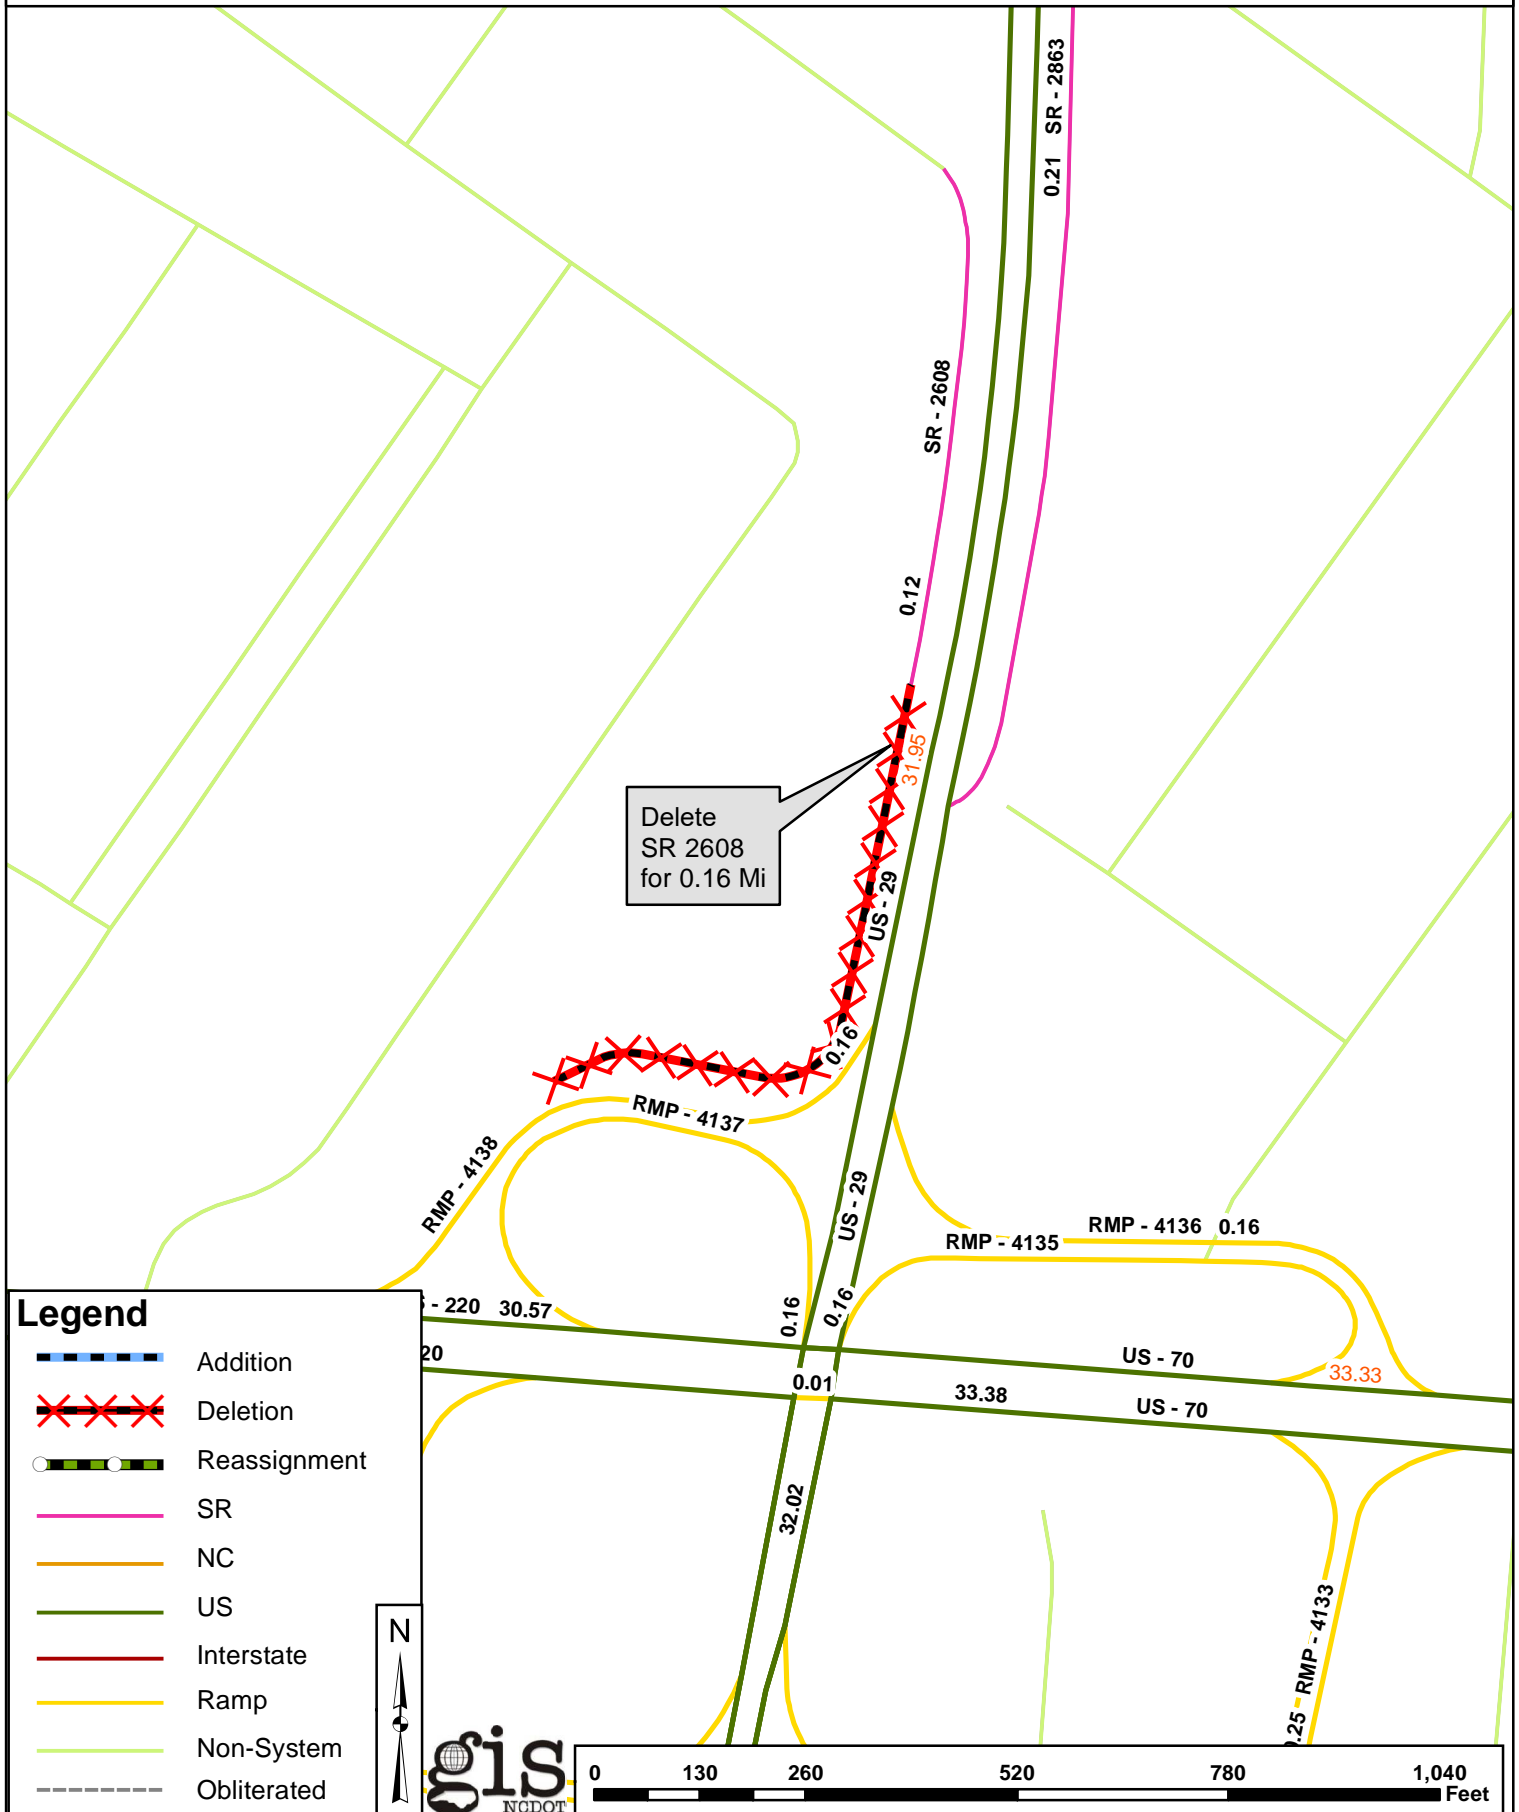 0.21 SR - 2863
SR - 2608
0.12
31.95
Delete
SR 2608
for 0.16 Mi
US - 29
0.16
RMP - 4137
RMP - 4138
US - 29
RMP - 4136 0.16
RMP - 4135
- 220 30.57
0.16
0.16
20
US - 70
33.33
0.01
33.38
US - 70
32.02
RMP - 4133
.25
Legend
Addition
Deletion
Reassignment
SR
NC
US
Interstate
Ramp
Non-System
Obliterated
N
gis
NCDOT
0 130 260 520 780 1,040
Feet